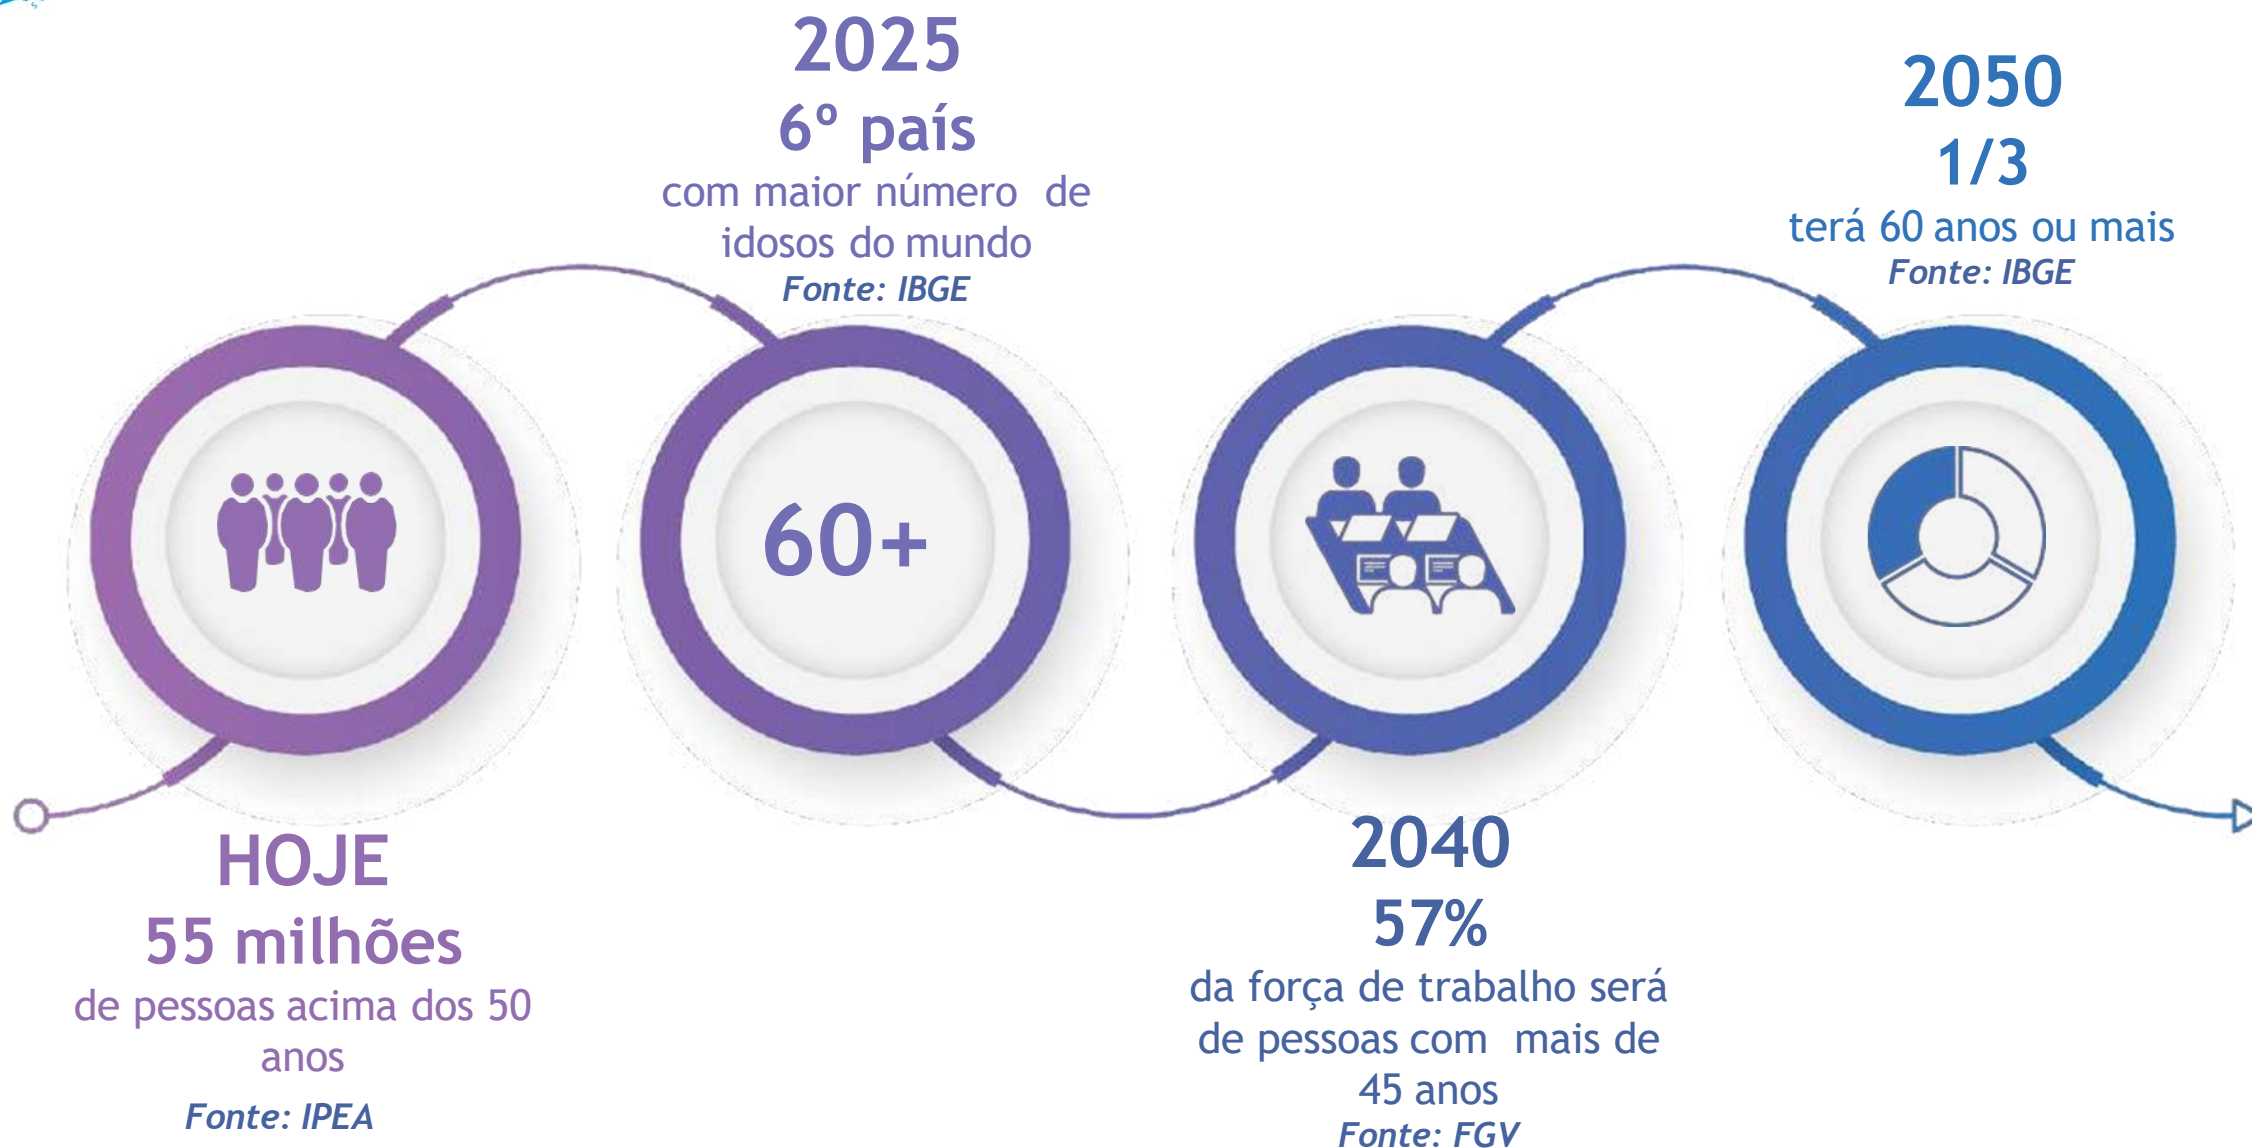 HOJE
55 milhões
de pessoas acima dos 50
anos
Fonte: IPEA
2025
6º país
com maior número de
idosos do mundo
Fonte: IBGE
60+
2040
57%
da força de trabalho será
de pessoas com mais de
45 anos
Fonte: FGV
2050
1/3
terá 60 anos ou mais
Fonte: IBGE